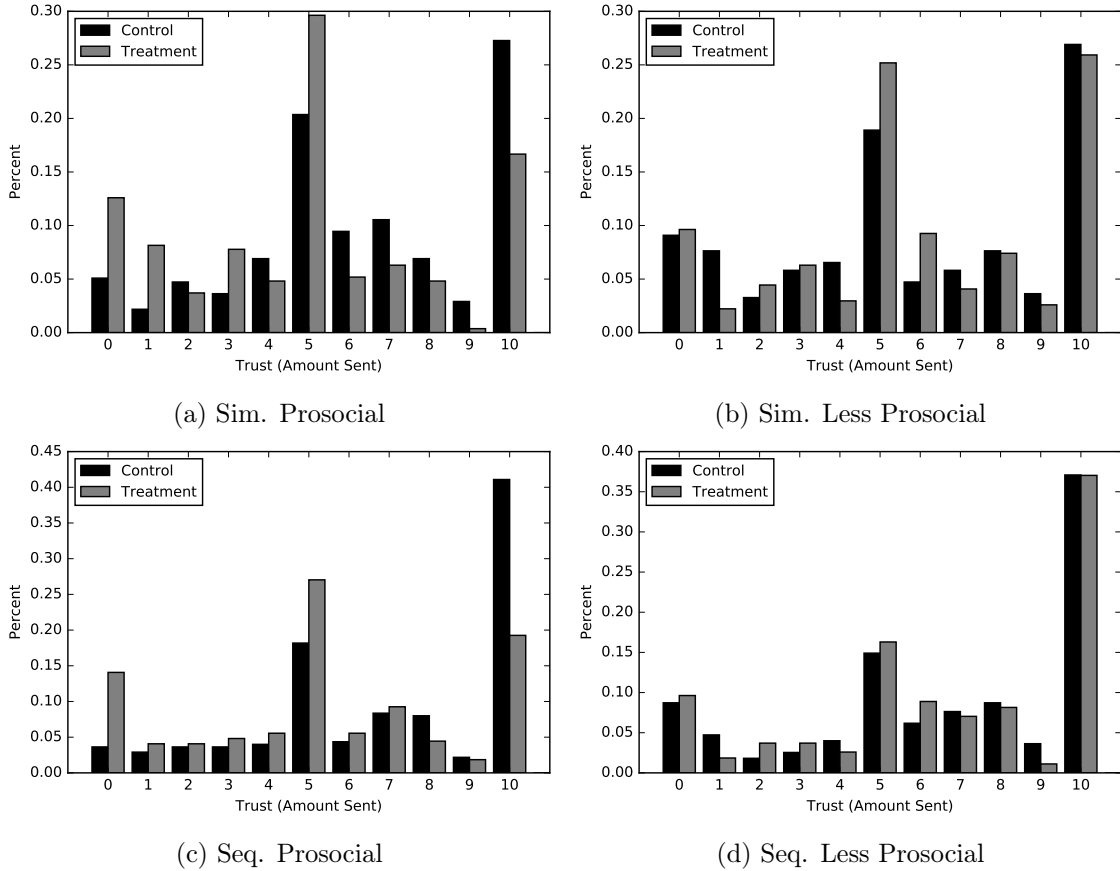 0.30
0.25
0.20
0.15
0.10
0.05
0.00
Percent
Control
Treatment
0 1 2 3 4 5 6 7 8 9 10
Trust (Amount Sent)
(a) Sim. Prosocial
0.30
0.25
0.20
0.15
0.10
0.05
0.00
Percent
Control
Treatment
0 1 2 3 4 5 6 7 8 9 10
Trust (Amount Sent)
(b) Sim. Less Prosocial
0.45
0.40
0.35
0.30
0.25
0.20
0.15
0.10
0.05
0.00
Percent
Control
Treatment
0 1 2 3 4 5 6 7 8 9 10
Trust (Amount Sent)
(c) Seq. Prosocial
0.40
0.35
0.30
0.25
0.20
0.15
0.10
0.05
0.00
Percent
Control
Treatment
0 1 2 3 4 5 6 7 8 9 10
Trust (Amount Sent)
(d) Seq. Less Prosocial